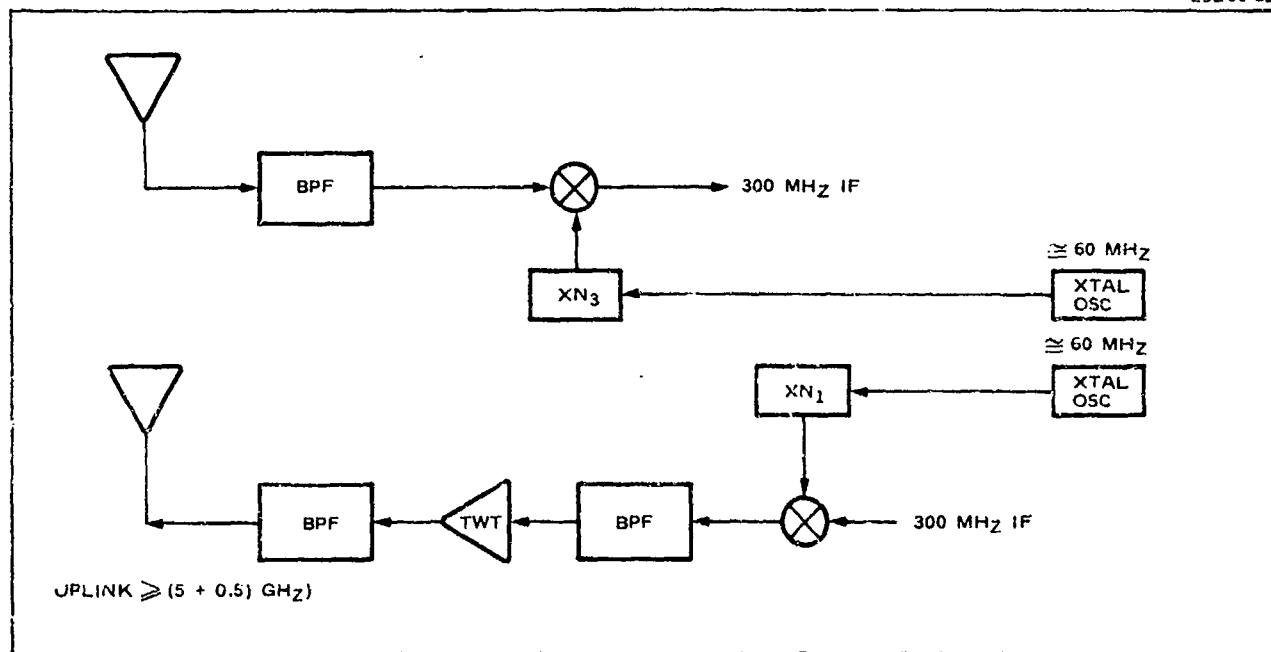 BPF
300 MHZ IF
≅ 60 MHZ
XN3
XTAL
OSC
≅ 60 MHZ
XN1
XTAL
OSC
BPF
TWT
BPF
300 MHZ IF
UPLINK ⩾ (5 + 0.5) GHZ)